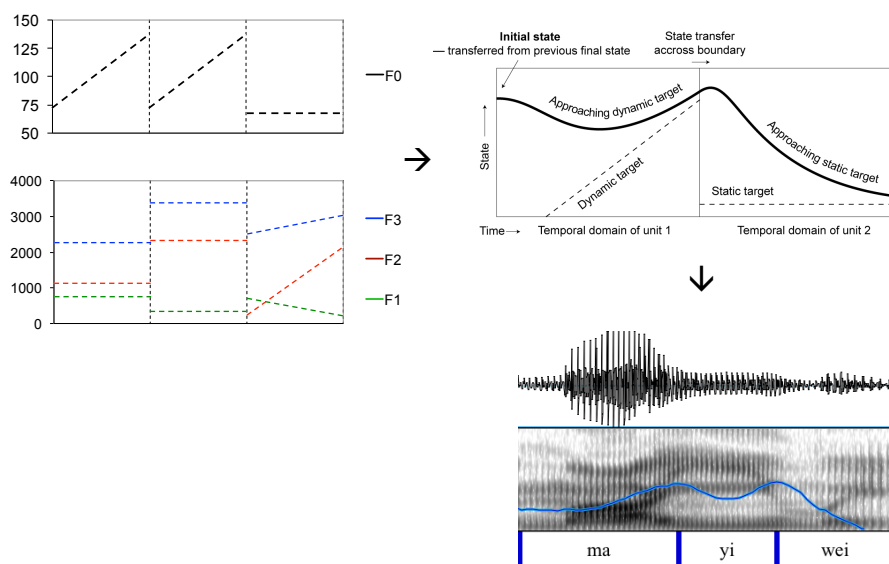 150
125
100
75
50
F0
4000
3000
2000
1000
0
F3
F2
F1
Initial state
— transferred from previous final state
State transfer
accross boundary
Approaching dynamic target
Approaching static target
State
Dynamic target
Static target
Time
Temporal domain of unit 1
Temporal domain of unit 2
ma
yi
wei